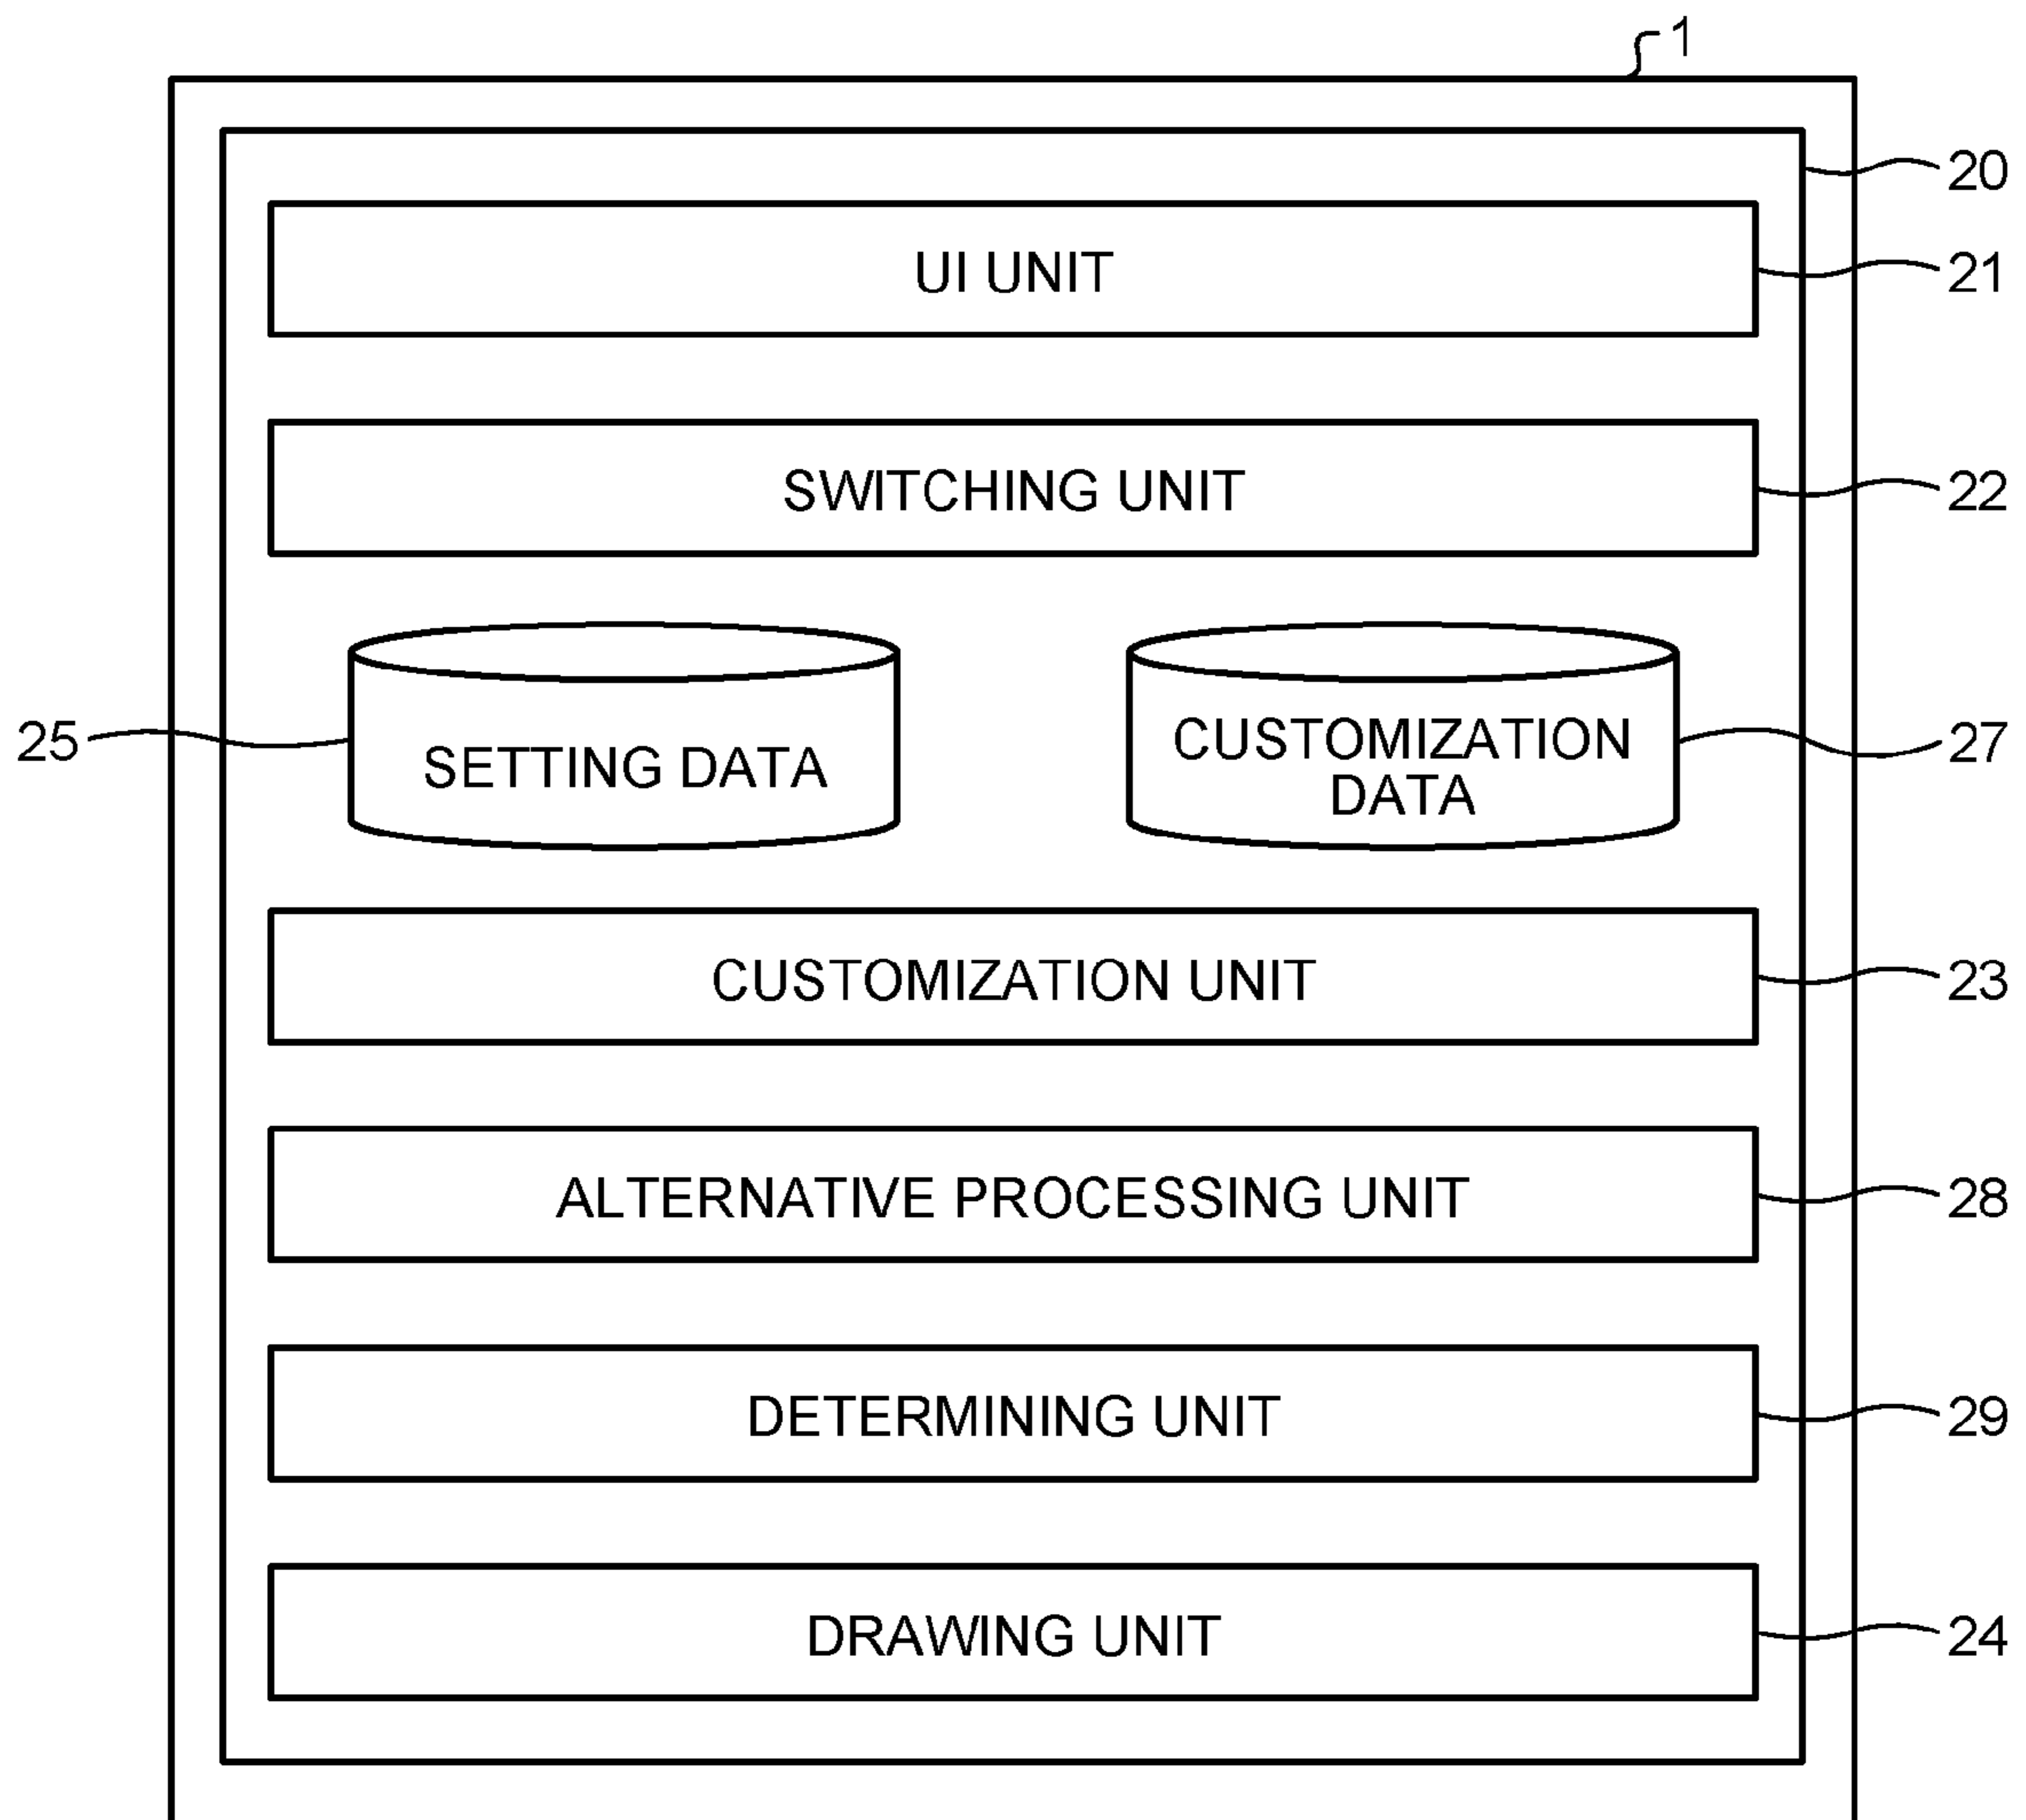 1
20
UI UNIT
21
SWITCHING UNIT
22
25
SETTING DATA
CUSTOMIZATION
DATA
27
CUSTOMIZATION UNIT
23
ALTERNATIVE PROCESSING UNIT
28
DETERMINING UNIT
29
DRAWING UNIT
24